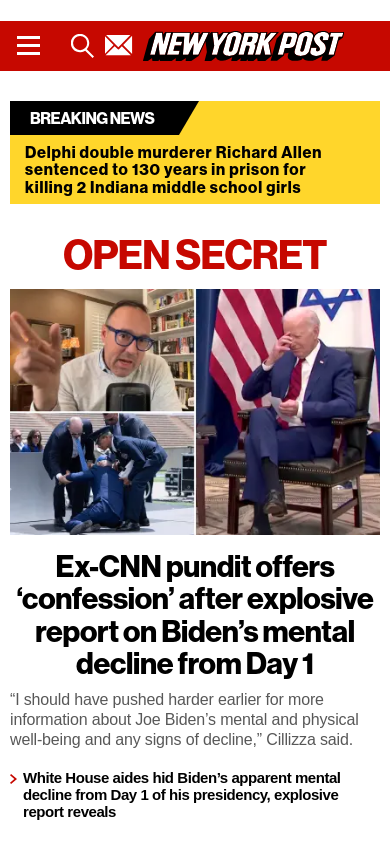 NEW YORK POST
BREAKING NEWS
Delphi double murderer Richard Allen
sentenced to 130 years in prison for
killing 2 Indiana middle school girls
OPEN SECRET
Ex-CNN pundit offers
‘confession’ after explosive
report on Biden’s mental
decline from Day 1
“I should have pushed harder earlier for more
information about Joe Biden’s mental and physical
well-being and any signs of decline,” Cillizza said.
White House aides hid Biden’s apparent mental
decline from Day 1 of his presidency, explosive
report reveals